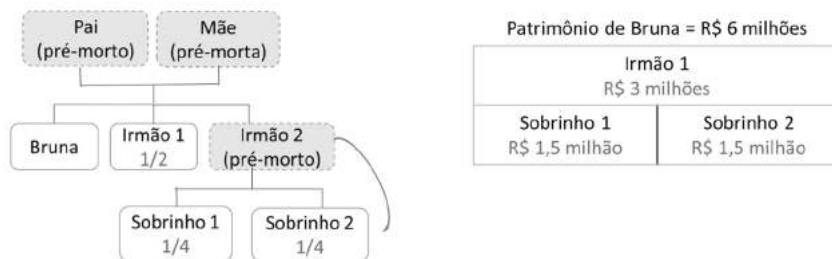 Pai
(pré-morto)
Mãe
(pré-morta)
Bruna
Irmão 1
1/2
Irmão 2
(pré-morto)
Sobrinho 1
1/4
Sobrinho 2
1/4
Patrimônio de Bruna = R$ 6 milhões
Irmão 1
R$ 3 milhões
Sobrinho 1
R$ 1,5 milhão
Sobrinho 2
R$ 1,5 milhão